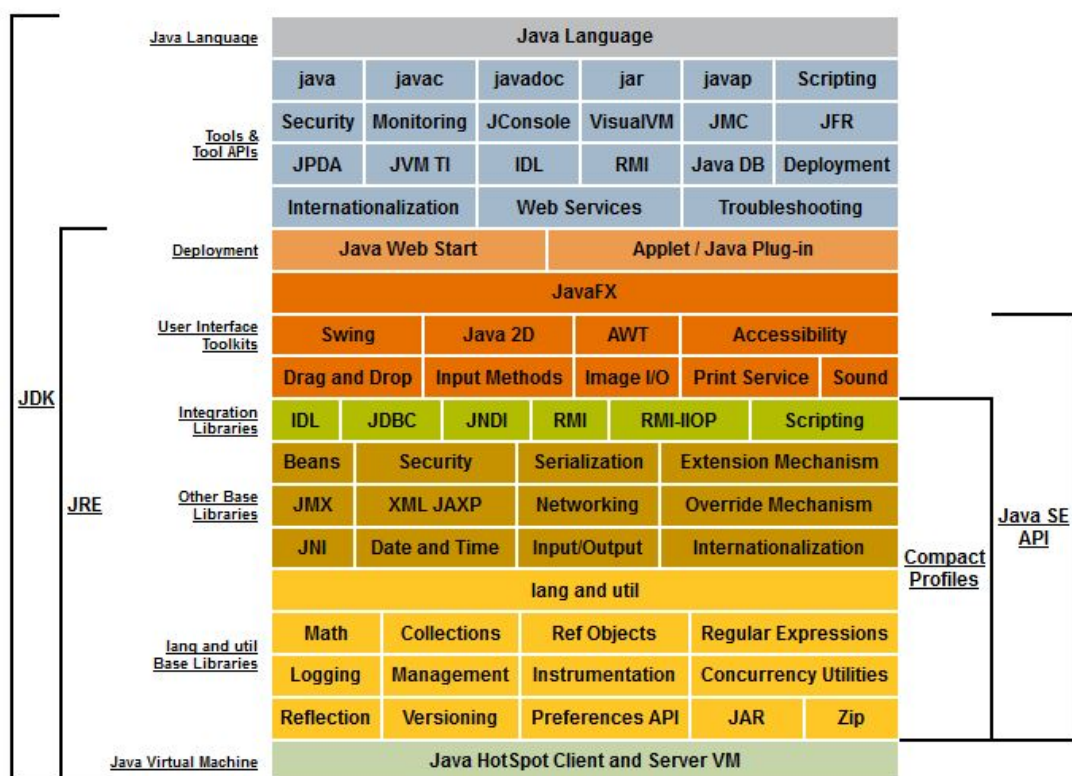 Java Language Java Language
java javac javadoc jar javap Scripting
Security Monitoring JConsole VisualVM JMC JFR
Tools &
Tool APIs
JPDA JVM TI IDL RMI Java DB Deployment
Internationalization Web Services Troubleshooting
Deployment Java Web Start Applet / Java Plug-in
JavaFX
User Interface
Toolkits
Swing Java 2D AWT Accessibility
Drag and Drop Input Methods Image I/O Print Service Sound
JDK
Integration
Libraries
IDL JDBC JNDI RMI RMI-IIOP Scripting
Beans Security Serialization Extension Mechanism
JRE
Other Base
Libraries
JMX XML JAXP Networking Override Mechanism
Java SE
API
JNI Date and Time Input/Output Internationalization
Compact
Profiles
lang and util
Math Collections Ref Objects Regular Expressions
lang and util
Base Libraries
Logging Management Instrumentation Concurrency Utilities
Reflection Versioning Preferences API JAR Zip
Java Virtual Machine Java HotSpot Client and Server VM